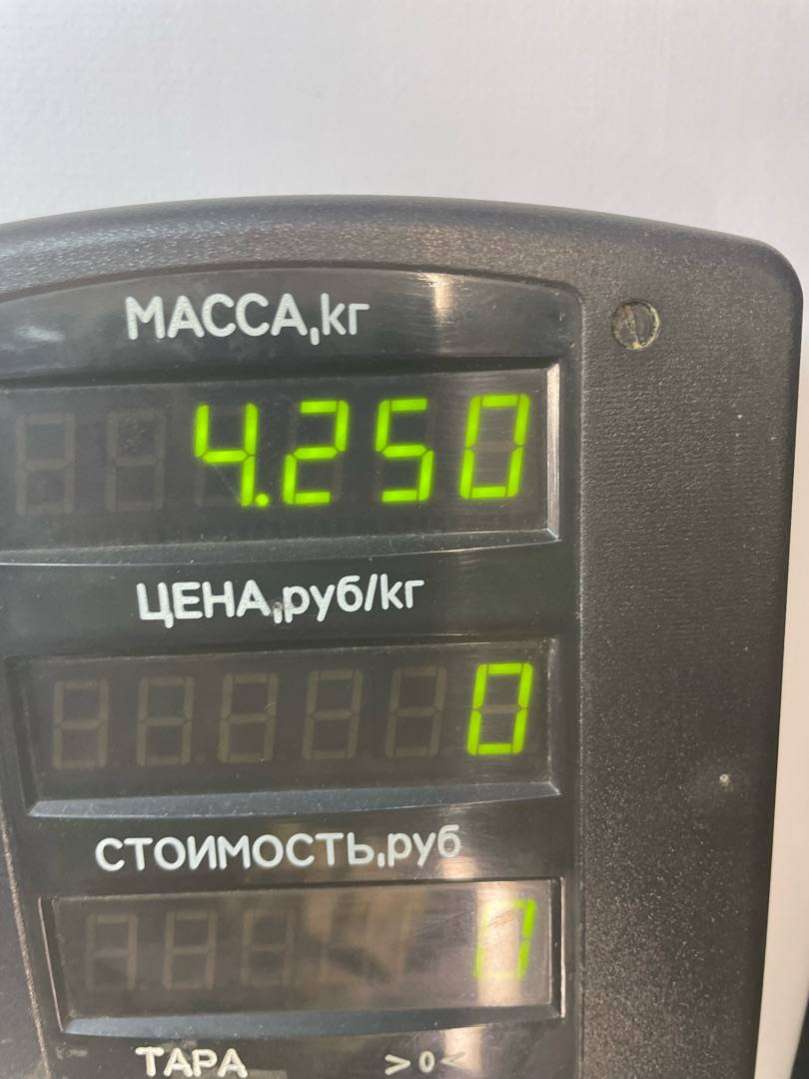 МАССА,кг
4.250
ЦЕНА,руб/кг
0
СТОИМОСТЬ,руб
0
ТАРА >0<